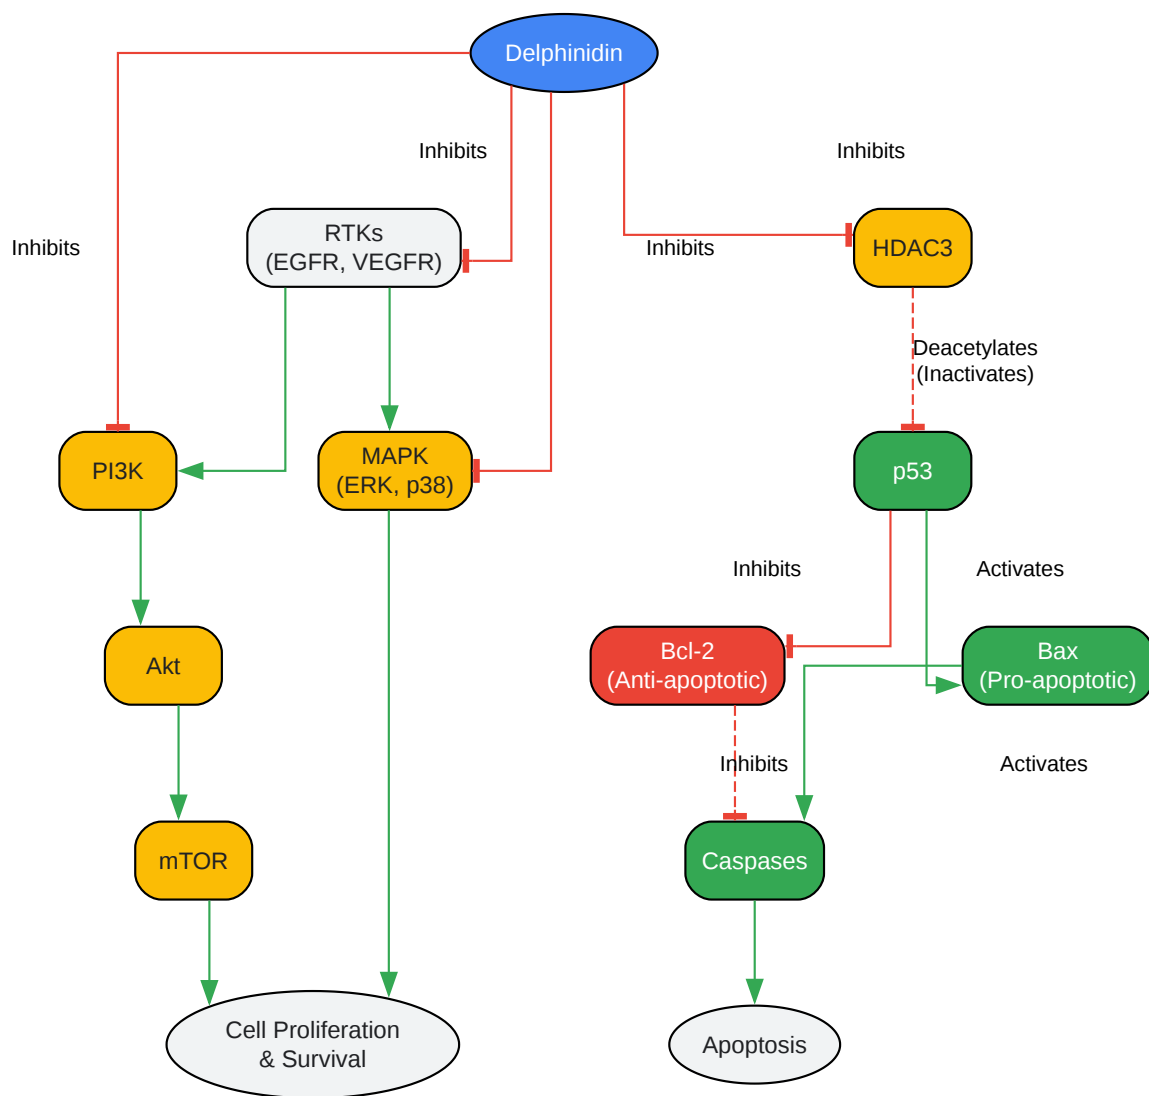 Delphinidin
Inhibits
Inhibits
RTKs
(EGFR, VEGFR)
Inhibits
Inhibits
HDAC3
Deacetylates
(Inactivates)
PI3K
MAPK
(ERK, p38)
p53
Inhibits
Activates
Akt
Bcl-2
(Anti-apoptotic)
Bax
(Pro-apoptotic)
Inhibits
Activates
mTOR
Caspases
Cell Proliferation
& Survival
Apoptosis